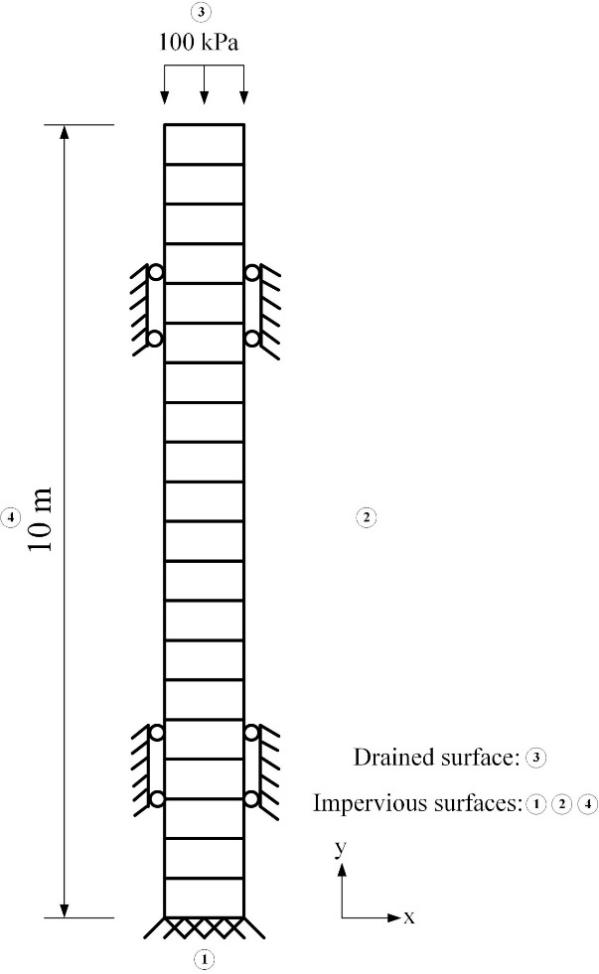 3
100 kPa
4
10 m
2
Drained surface: 3
Impervious surfaces: 1 2 4
y
x
1